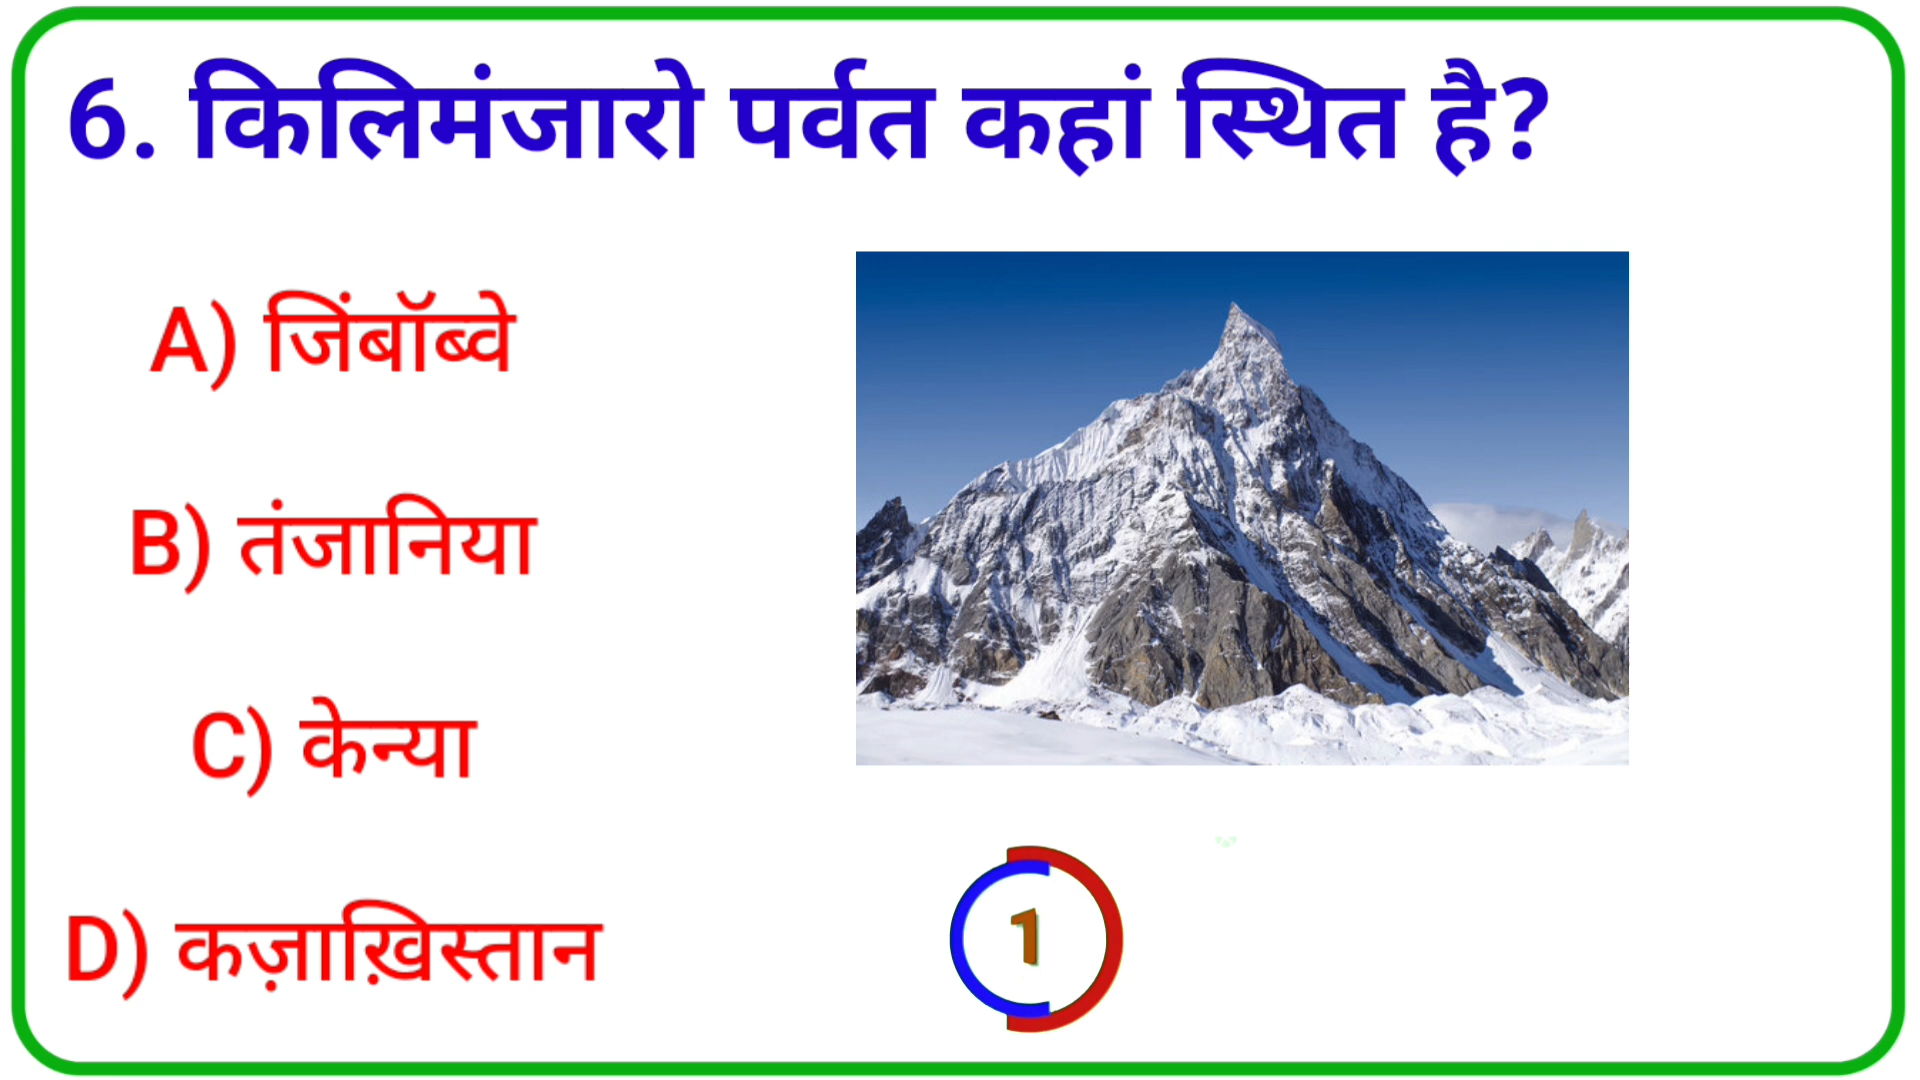 6. किलिमंजारो पर्वत कहां स्थित है?
A) जिंबॉब्वे
B) तंजानिया
C) केन्या
D) कज़ाख़िस्तान
1